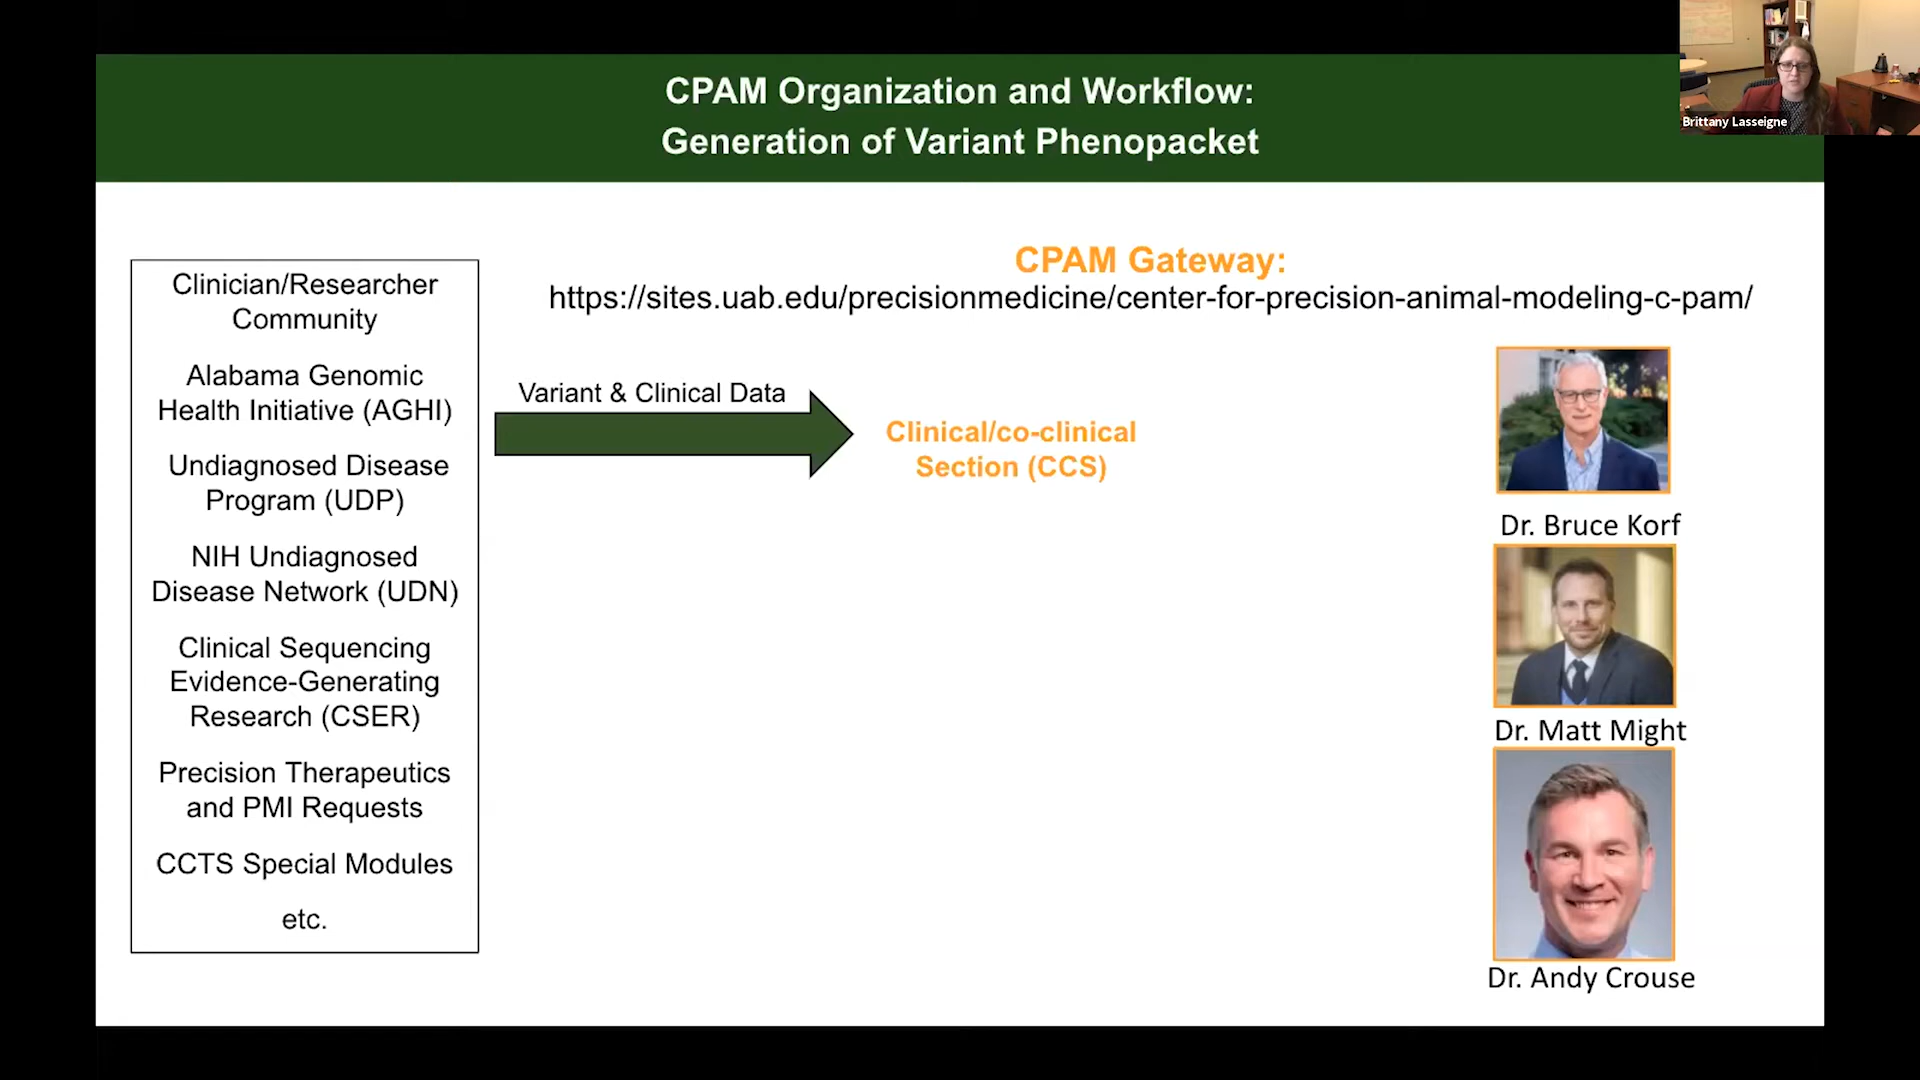 CPAM Organization and Workflow:
Generation of Variant Phenopacket
Brittany Lasseigne
Clinician/Researcher
Community
Alabama Genomic
Health Initiative (AGHI)
Undiagnosed Disease
Program (UDP)
NIH Undiagnosed
Disease Network (UDN)
Clinical Sequencing
Evidence-Generating
Research (CSER)
Precision Therapeutics
and PMI Requests
CCTS Special Modules
etc.
CPAM Gateway:
https://sites.uab.edu/precisionmedicine/center-for-precision-animal-modeling-c-pam/
Variant & Clinical Data
Clinical/co-clinical
Section (CCS)
Dr. Bruce Korf
Dr. Matt Might
Dr. Andy Crouse